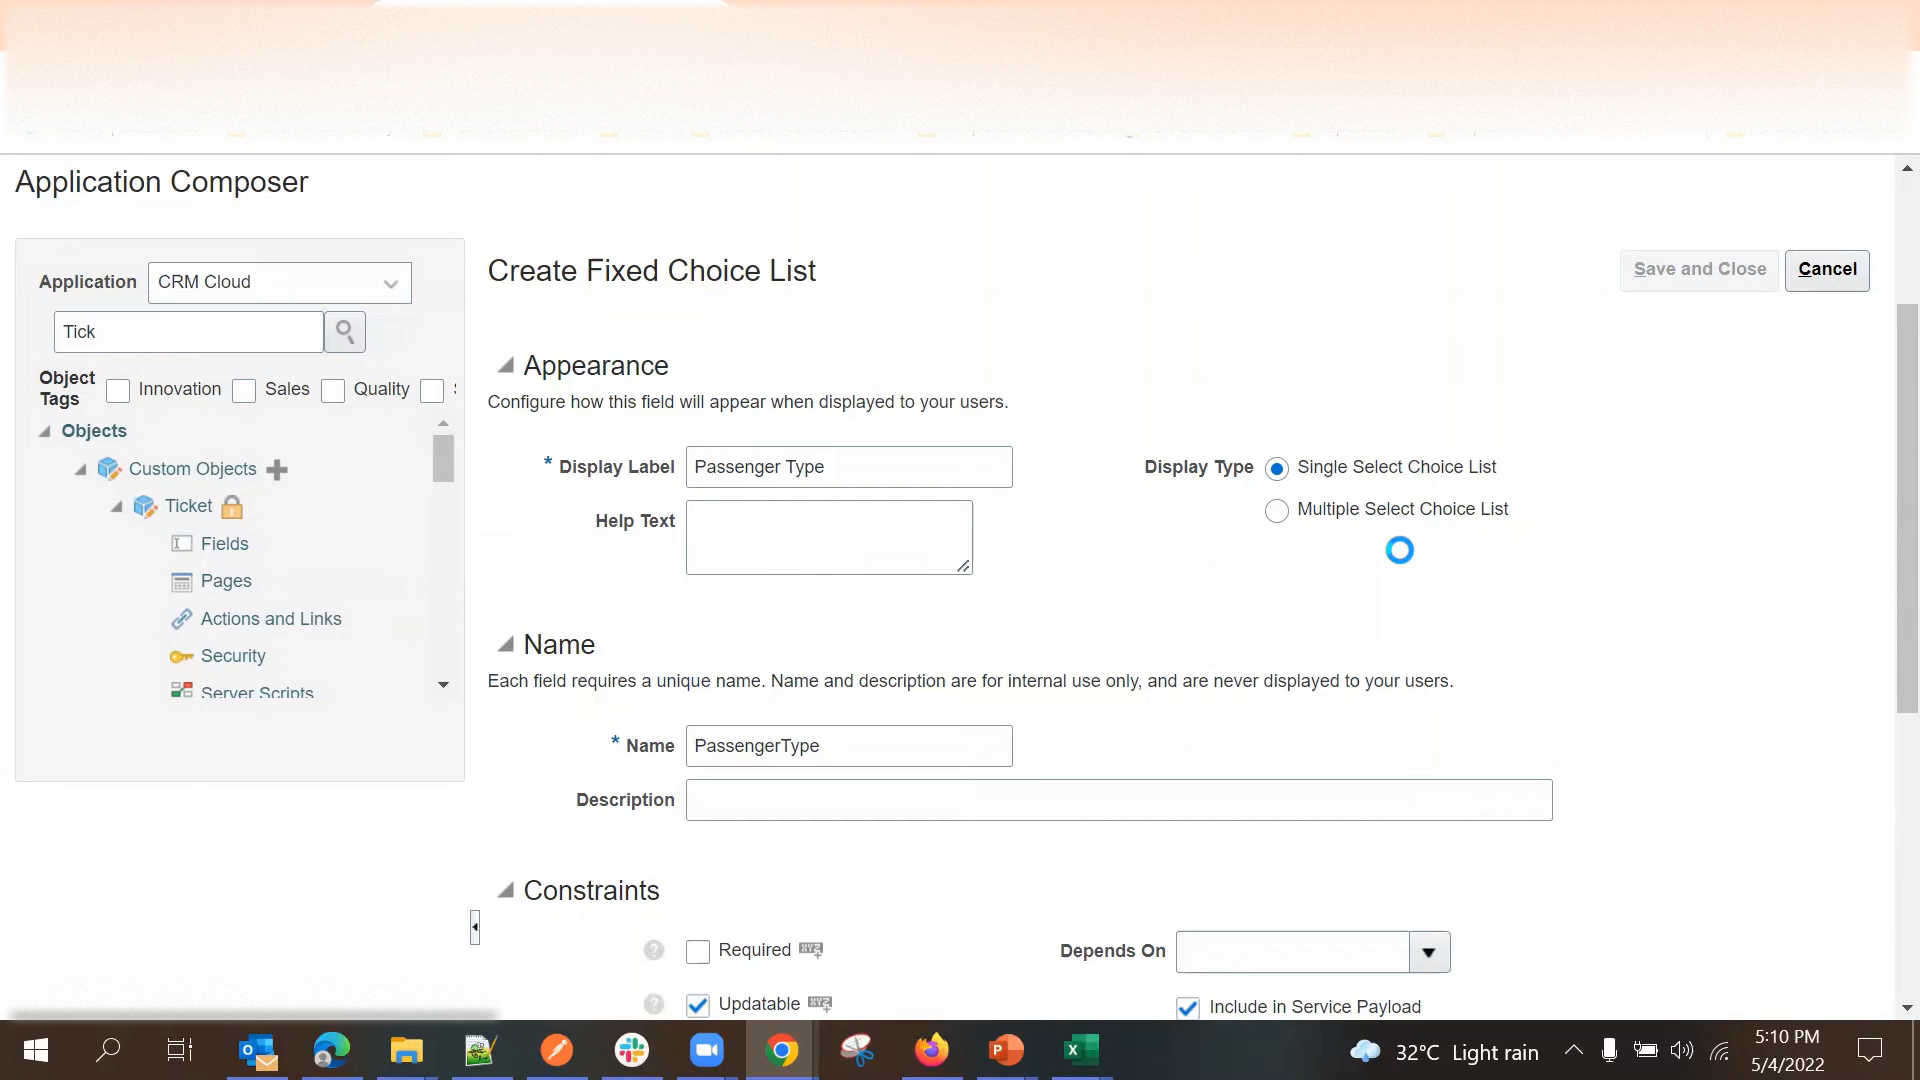 Application Composer
Application
CRM Cloud
Tick
Object Tags
Innovation
Sales
Quality
Objects
Custom Objects
Ticket
Fields
Pages
Actions and Links
Security
Server Scripts
Create Fixed Choice List
Save and Close
Cancel
Appearance
Configure how this field will appear when displayed to your users.
* Display Label
Passenger Type
Display Type
Single Select Choice List
Help Text
Multiple Select Choice List
Name
Each field requires a unique name. Name and description are for internal use only, and are never displayed to your users.
* Name
PassengerType
Description
Constraints
Required
Depends On
Updatable
Include in Service Payload
32°C Light rain
5:10 PM
5/4/2022